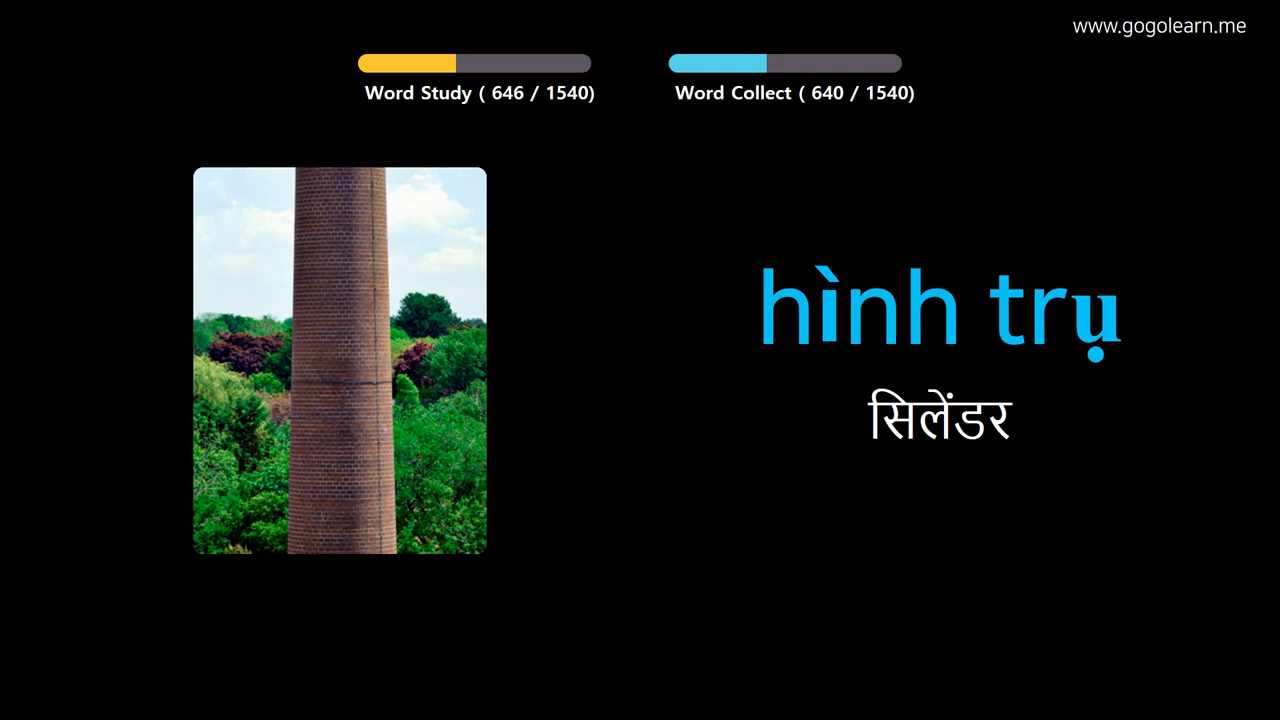 www.gogolearn.me
Word Study ( 646 / 1540)
Word Collect ( 640 / 1540)
hình trụ
सिलेंडर